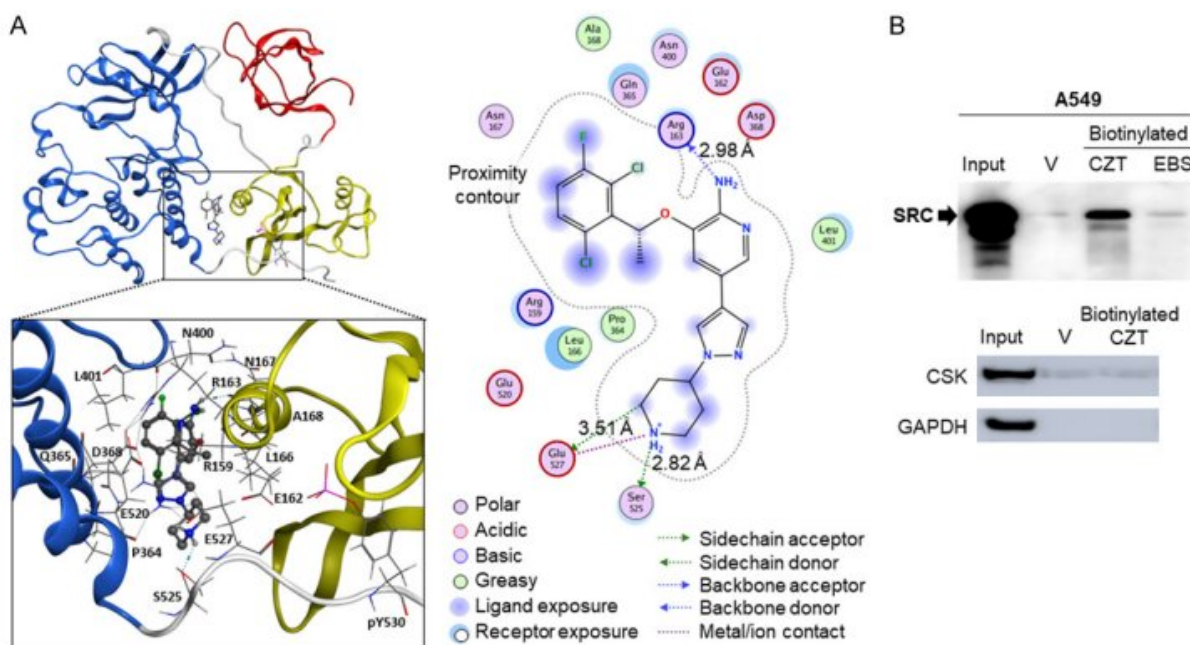 A
N400
L401
N167
R163
A168
Q365
D368
R159
L166
E162
E520
E527
P364
S525
pY530
Ala
168
Asn
400
Glu
162
Gln
365
Asn
167
Arg
163
Asp
368
2.98 Å
Proximity
contour
F
Cl
NH₂
O
N
Cl
Leu
401
Arg
159
Pro
164
Leu
166
N
N
Glu
520
3.51 Å
N⁺
H₂
Glu
527
2.82 Å
Ser
525
Polar
Acidic
Basic
Greasy
Ligand exposure
Receptor exposure
Sidechain acceptor
Sidechain donor
Backbone acceptor
Backbone donor
Metal/ion contact
B
A549
Biotinylated
Input V CZT EBS
SRC
Biotinylated
Input V CZT
CSK
GAPDH